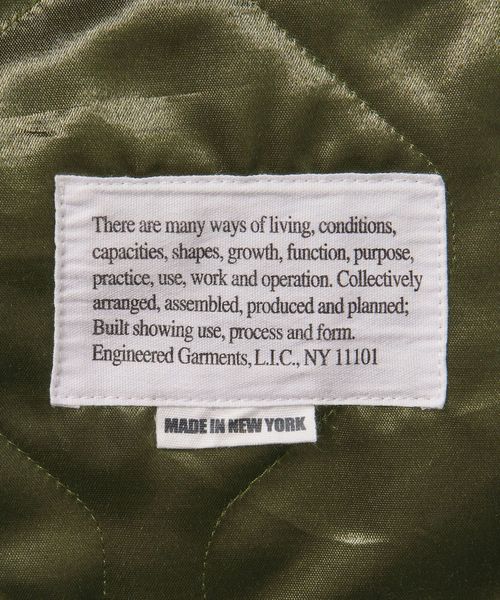 There are many ways of living, conditions,
capacities, shapes, growth, function, purpose,
practice, use, work and operation. Collectively
arranged, assembled, produced and planned;
Built showing use, process and form.
Engineered Garments, L.I.C., NY 11101
MADE IN NEW YORK